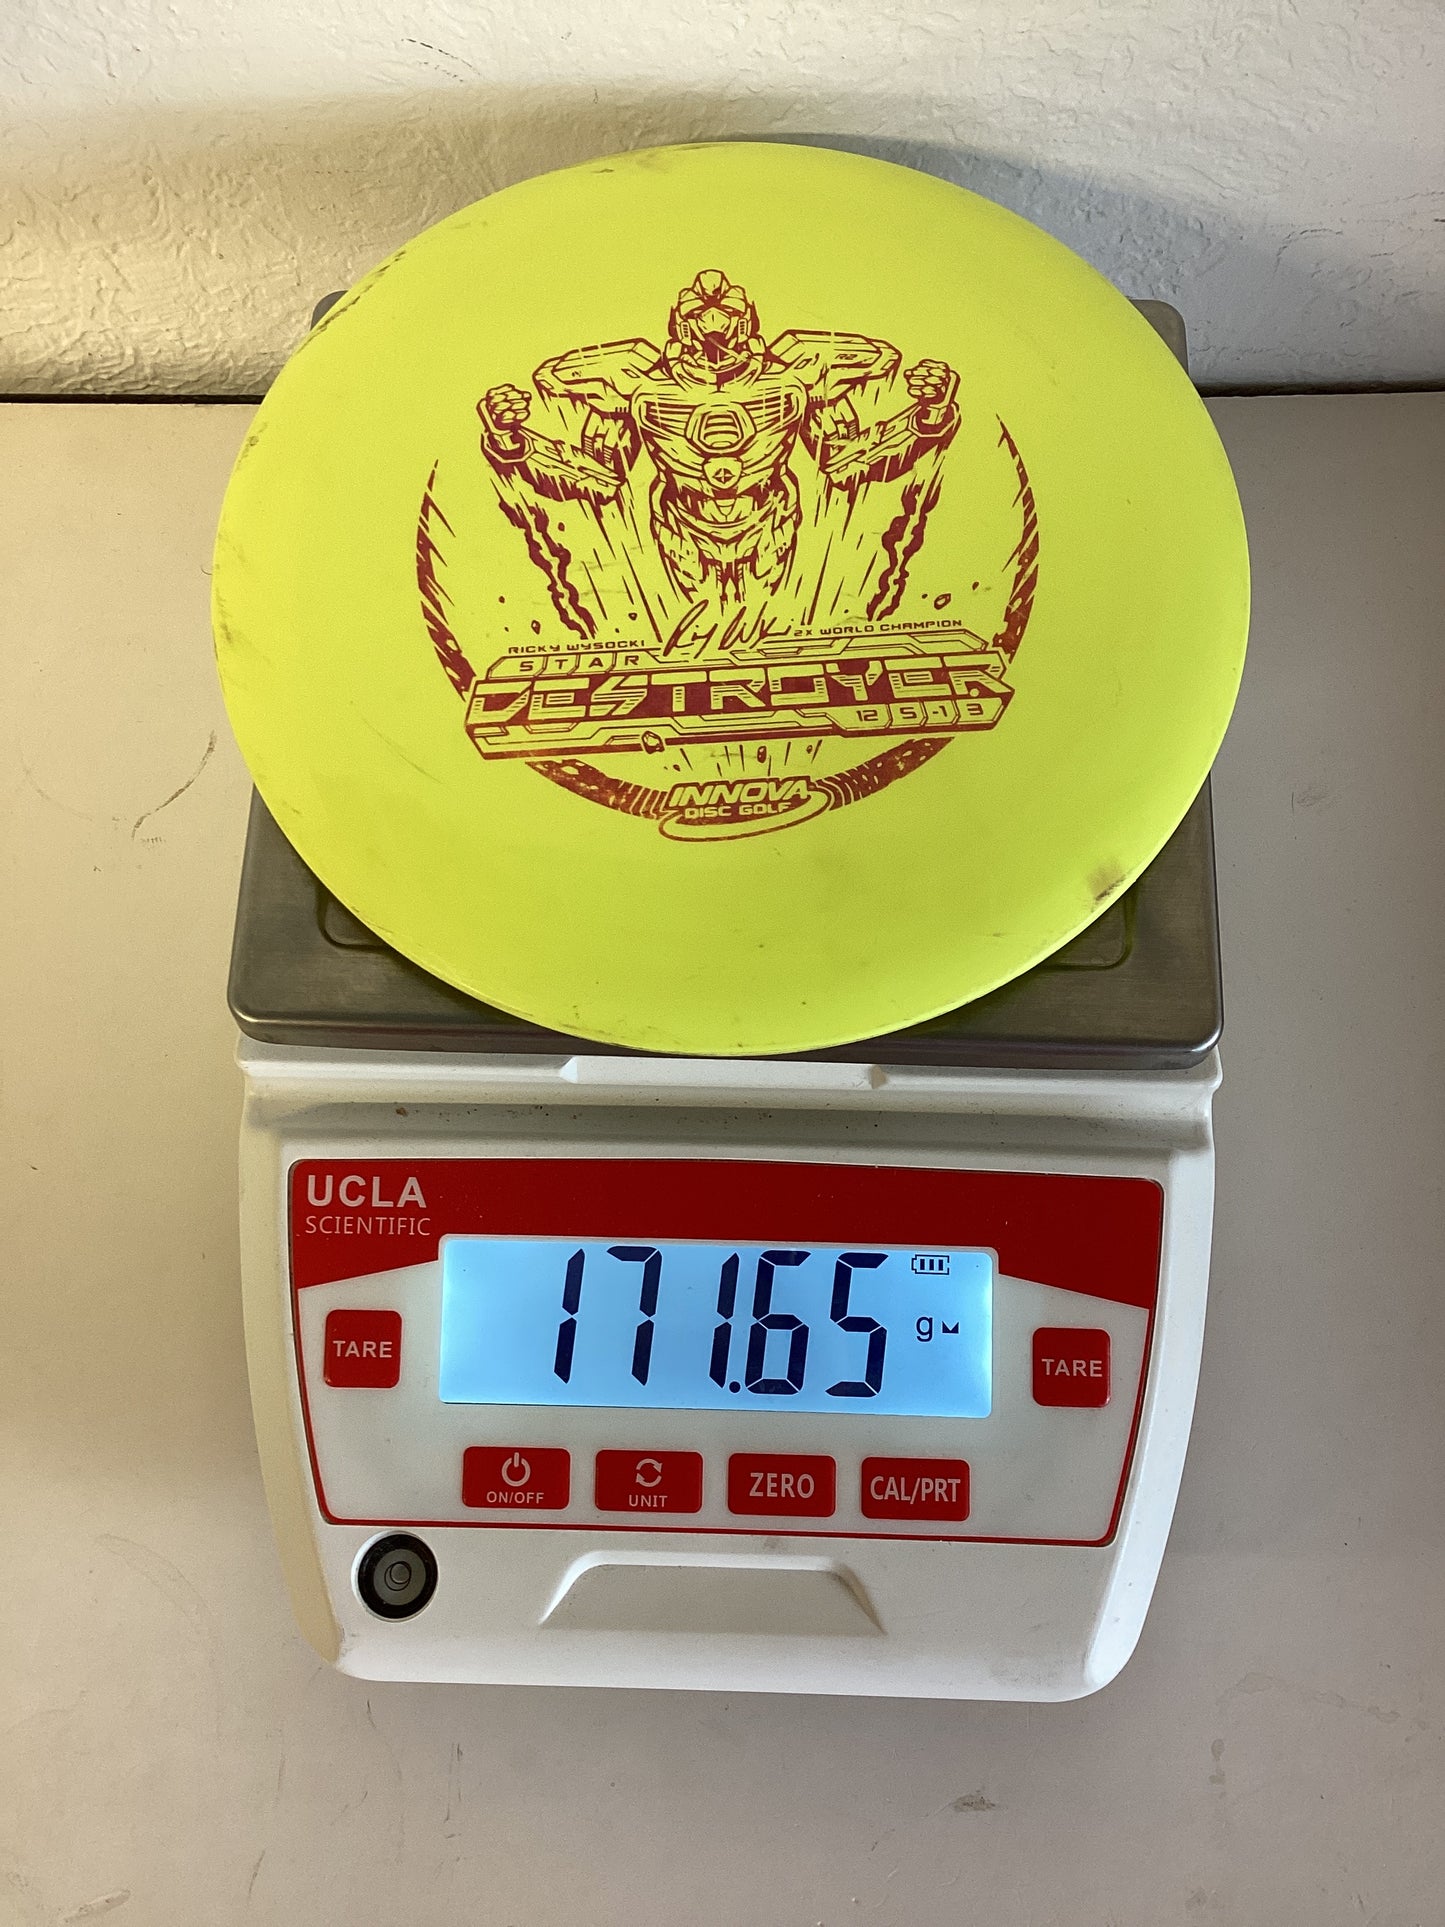 RICKY WYSOCKI
2X WORLD CHAMPION
STAR
DESTROYER
12 5 -1 3
INNOVA
DISC GOLF
UCLA
SCIENTIFIC
171.65 g
TARE
TARE
ON/OFF
UNIT
ZERO
CAL/PRT